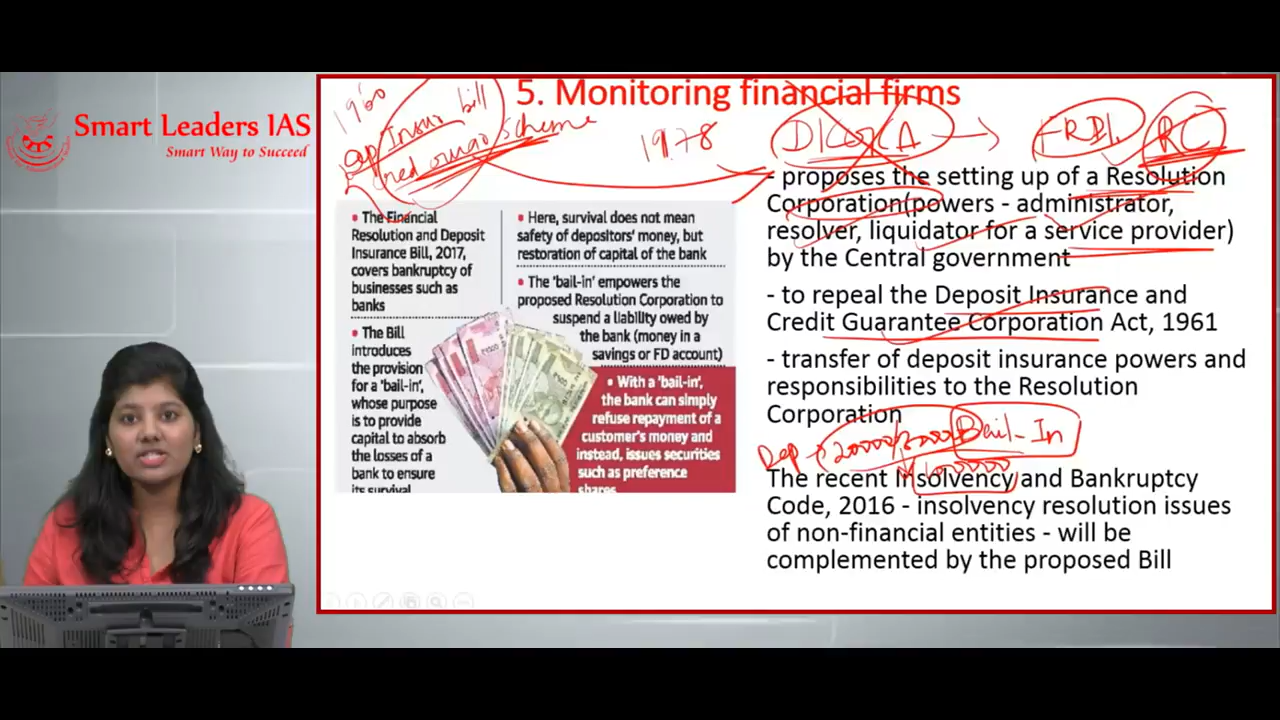 Smart Leaders IAS
Smart Way to Succeed
5. Monitoring financial firms
1960
Insur bill
scheme
1978
FRDI
RC
- proposes the setting up of a Resolution
Corporation(powers - administrator,
resolver, liquidator for a service provider)
by the Central government
- to repeal the Deposit Insurance and
Credit Guarantee Corporation Act, 1961
- transfer of deposit insurance powers and
responsibilities to the Resolution
Corporation
Bail-In
The recent Insolvency and Bankruptcy
Code, 2016 - insolvency resolution issues
of non-financial entities - will be
complemented by the proposed Bill
• The Financial
Resolution and Deposit
Insurance Bill, 2017,
covers bankruptcy of
businesses such as
banks
• The Bill
introduces
the provision
for a 'bail-in',
whose purpose
is to provide
capital to absorb
the losses of a
bank to ensure
its survival
• Here, survival does not mean
safety of depositors' money, but
restoration of capital of the bank
• The 'bail-in' empowers the
proposed Resolution Corporation to
suspend a liability owed by
the bank (money in a
savings or FD account)
• With a 'bail-in',
the bank can simply
refuse repayment of a
customer's money and
instead, issues securities
such as preference
shares